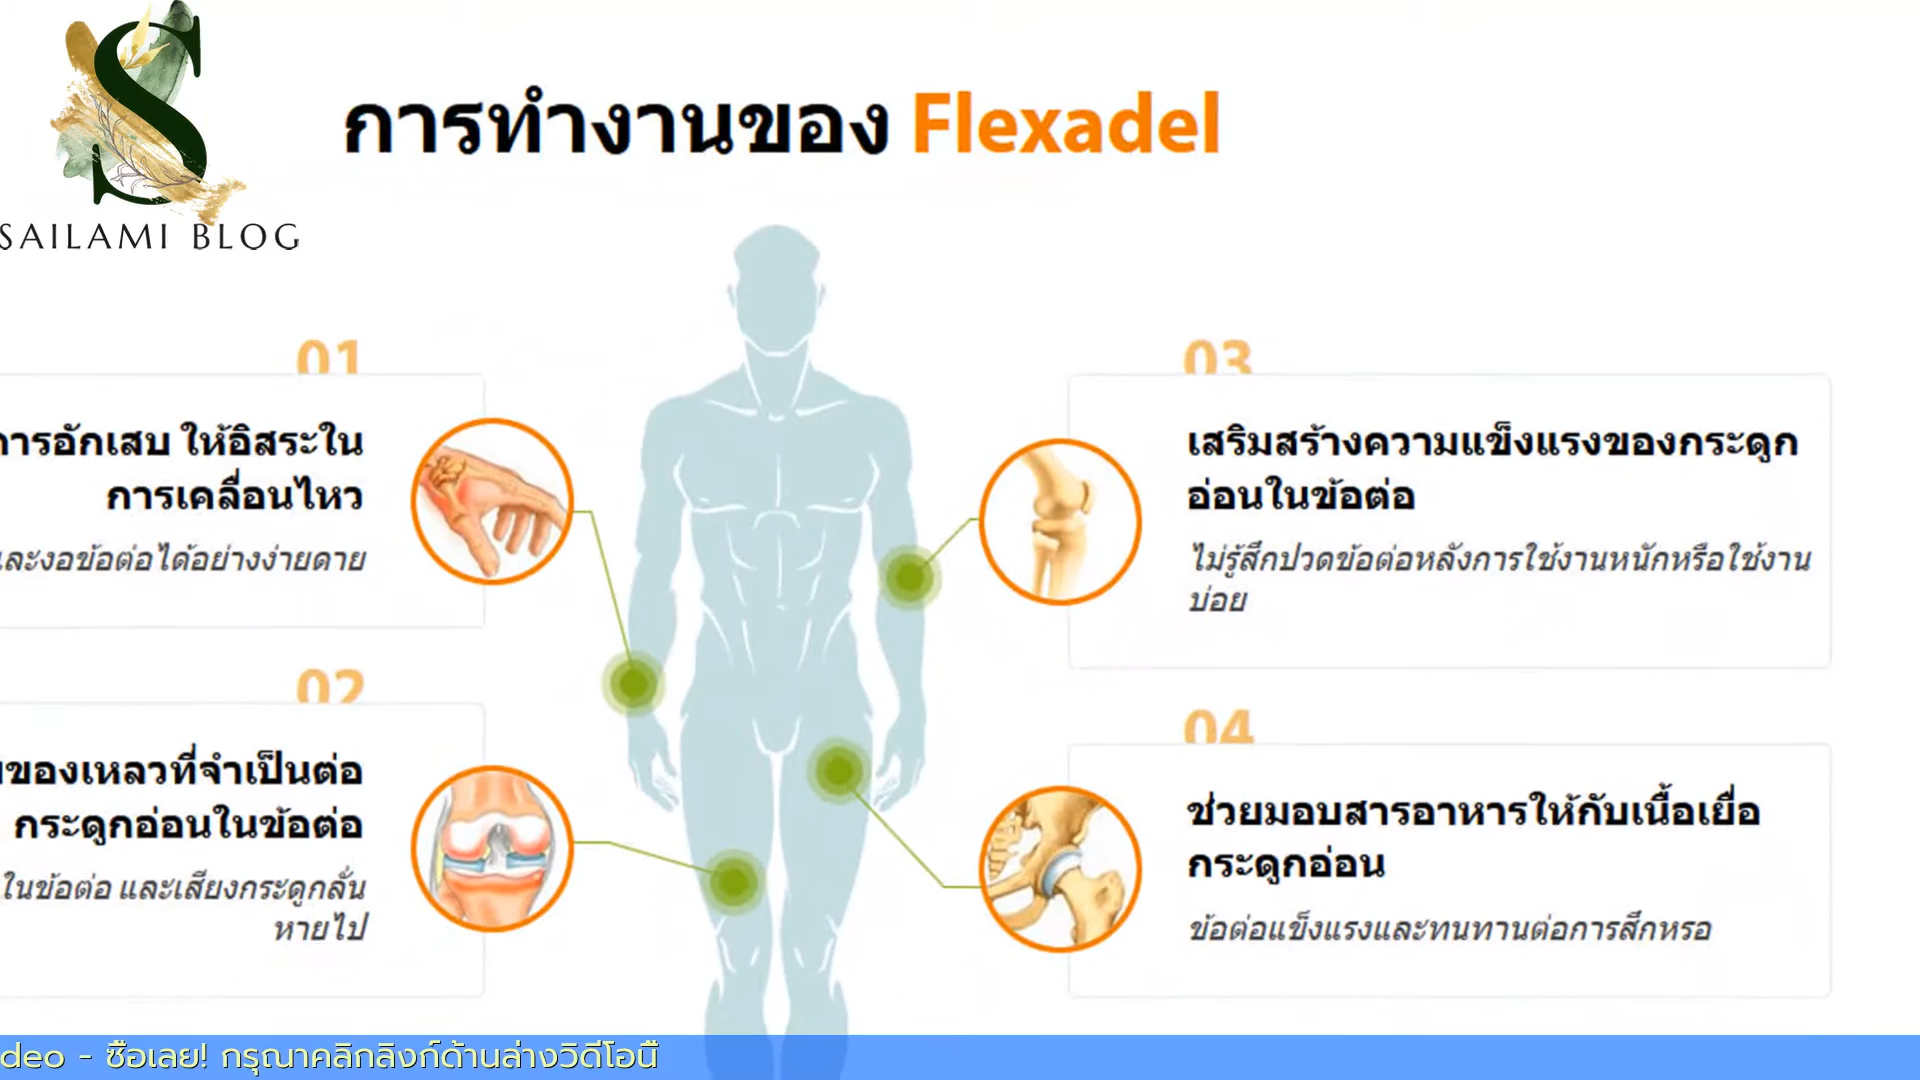 S
SAILAMI BLOG
การทำงานของ Flexadel
01
การอักเสบ ให้อิสระใน
การเคลื่อนไหว
และงอข้อต่อได้อย่างง่ายดาย
02
ของเหลวที่จำเป็นต่อ
กระดูกอ่อนในข้อต่อ
ในข้อต่อ และเสียงกระดูกลั่น
หายไป
03
เสริมสร้างความแข็งแรงของกระดูก
อ่อนในข้อต่อ
ไม่รู้สึกปวดข้อต่อหลังการใช้งานหนักหรือใช้งาน
บ่อย
04
ช่วยมอบสารอาหารให้กับเนื้อเยื่อ
กระดูกอ่อน
ข้อต่อแข็งแรงและทนทานต่อการสึกหรอ
deo - ซื้อเลย! กรุณาคลิกลิงก์ด้านล่างวิดีโอนี้